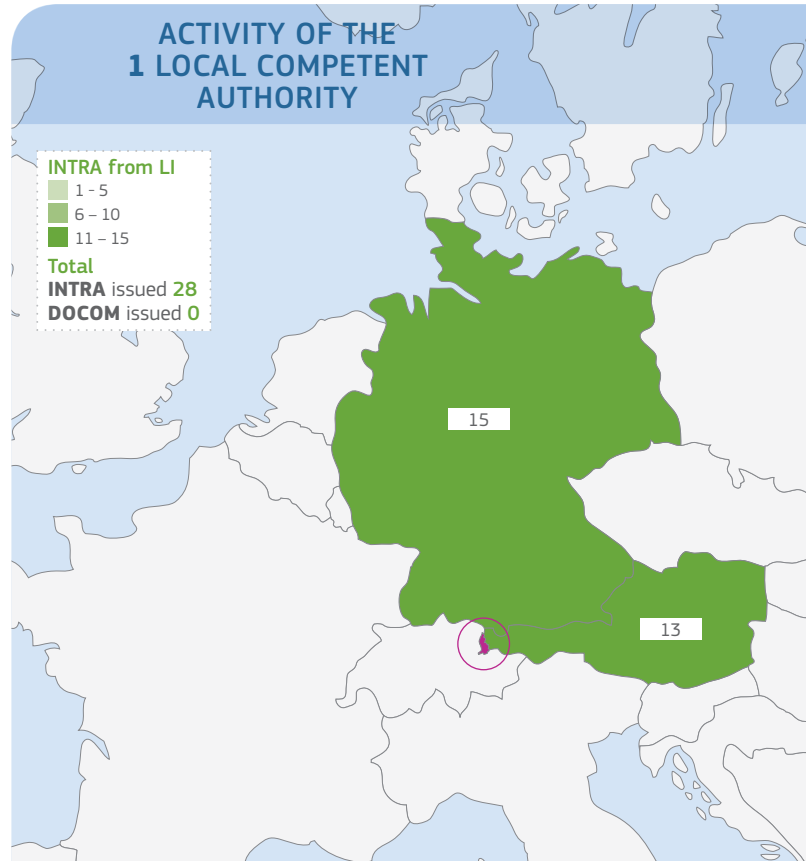 ACTIVITY OF THE
1 LOCAL COMPETENT
AUTHORITY
INTRA from LI
1 - 5
6 – 10
11 – 15
Total
INTRA issued 28
DOCOM issued 0
15
13